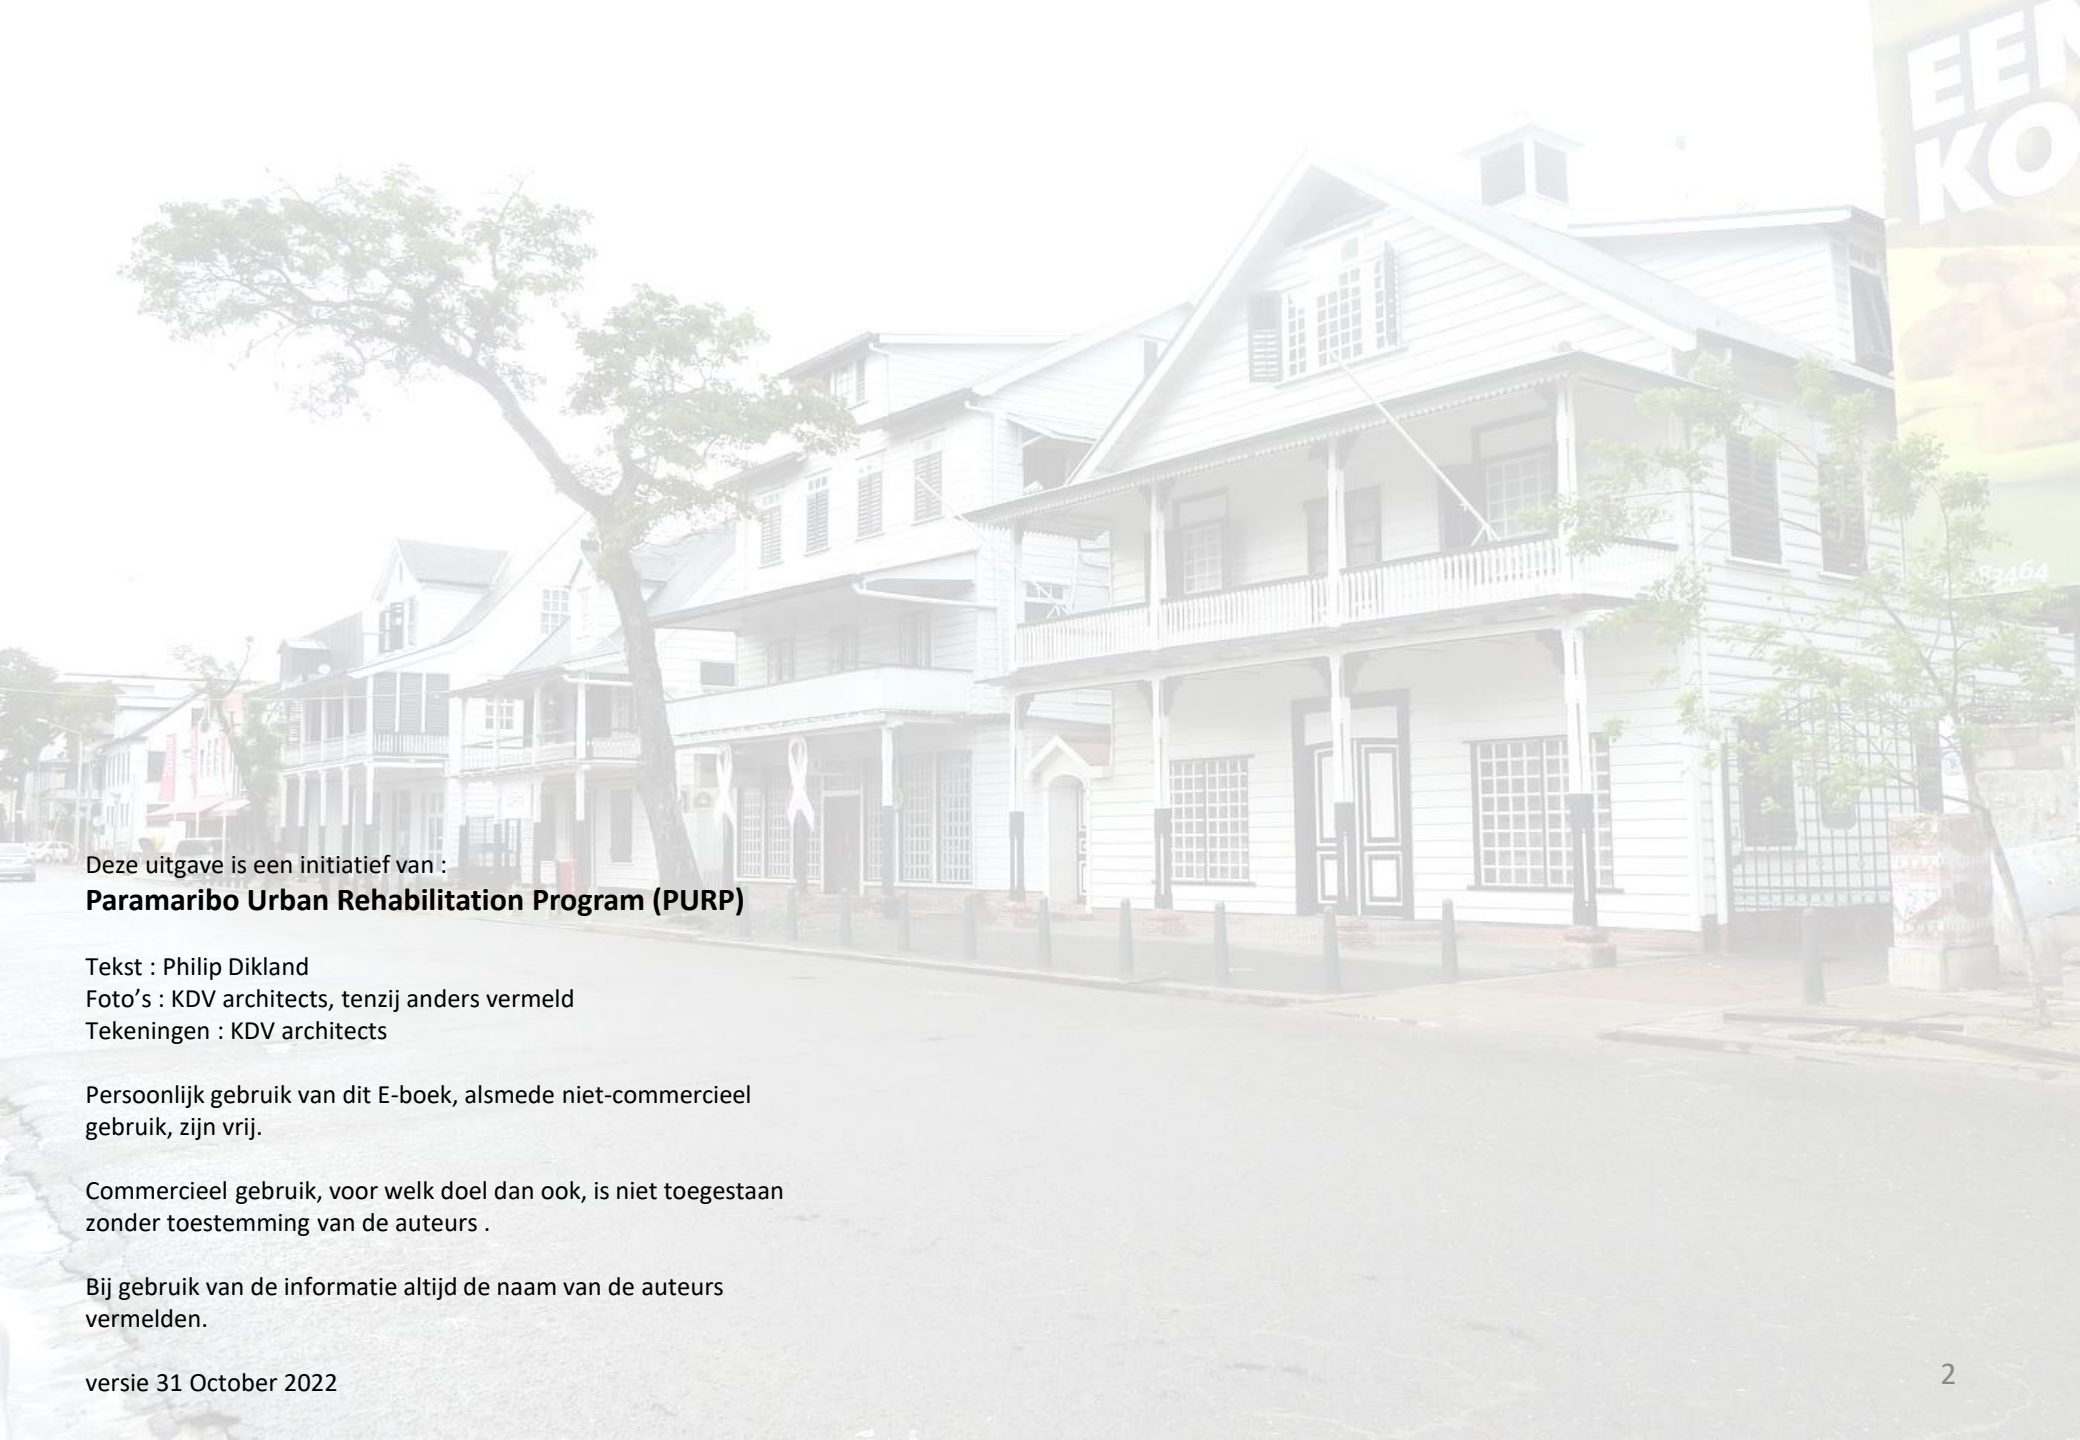 EEN
KO
83464
Deze uitgave is een initiatief van :
Paramaribo Urban Rehabilitation Program (PURP)
Tekst : Philip Dikland
Foto’s : KDV architects, tenzij anders vermeld
Tekeningen : KDV architects
Persoonlijk gebruik van dit E-boek, alsmede niet-commercieel
gebruik, zijn vrij.
Commercieel gebruik, voor welk doel dan ook, is niet toegestaan
zonder toestemming van de auteurs .
Bij gebruik van de informatie altijd de naam van de auteurs
vermelden.
versie 31 October 2022
2